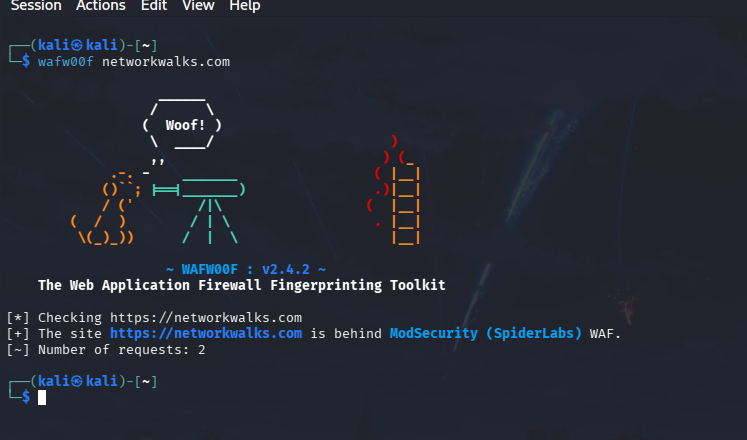 Session Actions Edit View Help
┌──(kali㉿kali)-[~]
└─$ wafw00f networkwalks.com
Woof!
~ WAFW00F : v2.4.2 ~
The Web Application Firewall Fingerprinting Toolkit
[*] Checking https://networkwalks.com
[+] The site https://networkwalks.com is behind ModSecurity (SpiderLabs) WAF.
[~] Number of requests: 2
┌──(kali㉿kali)-[~]
└─$